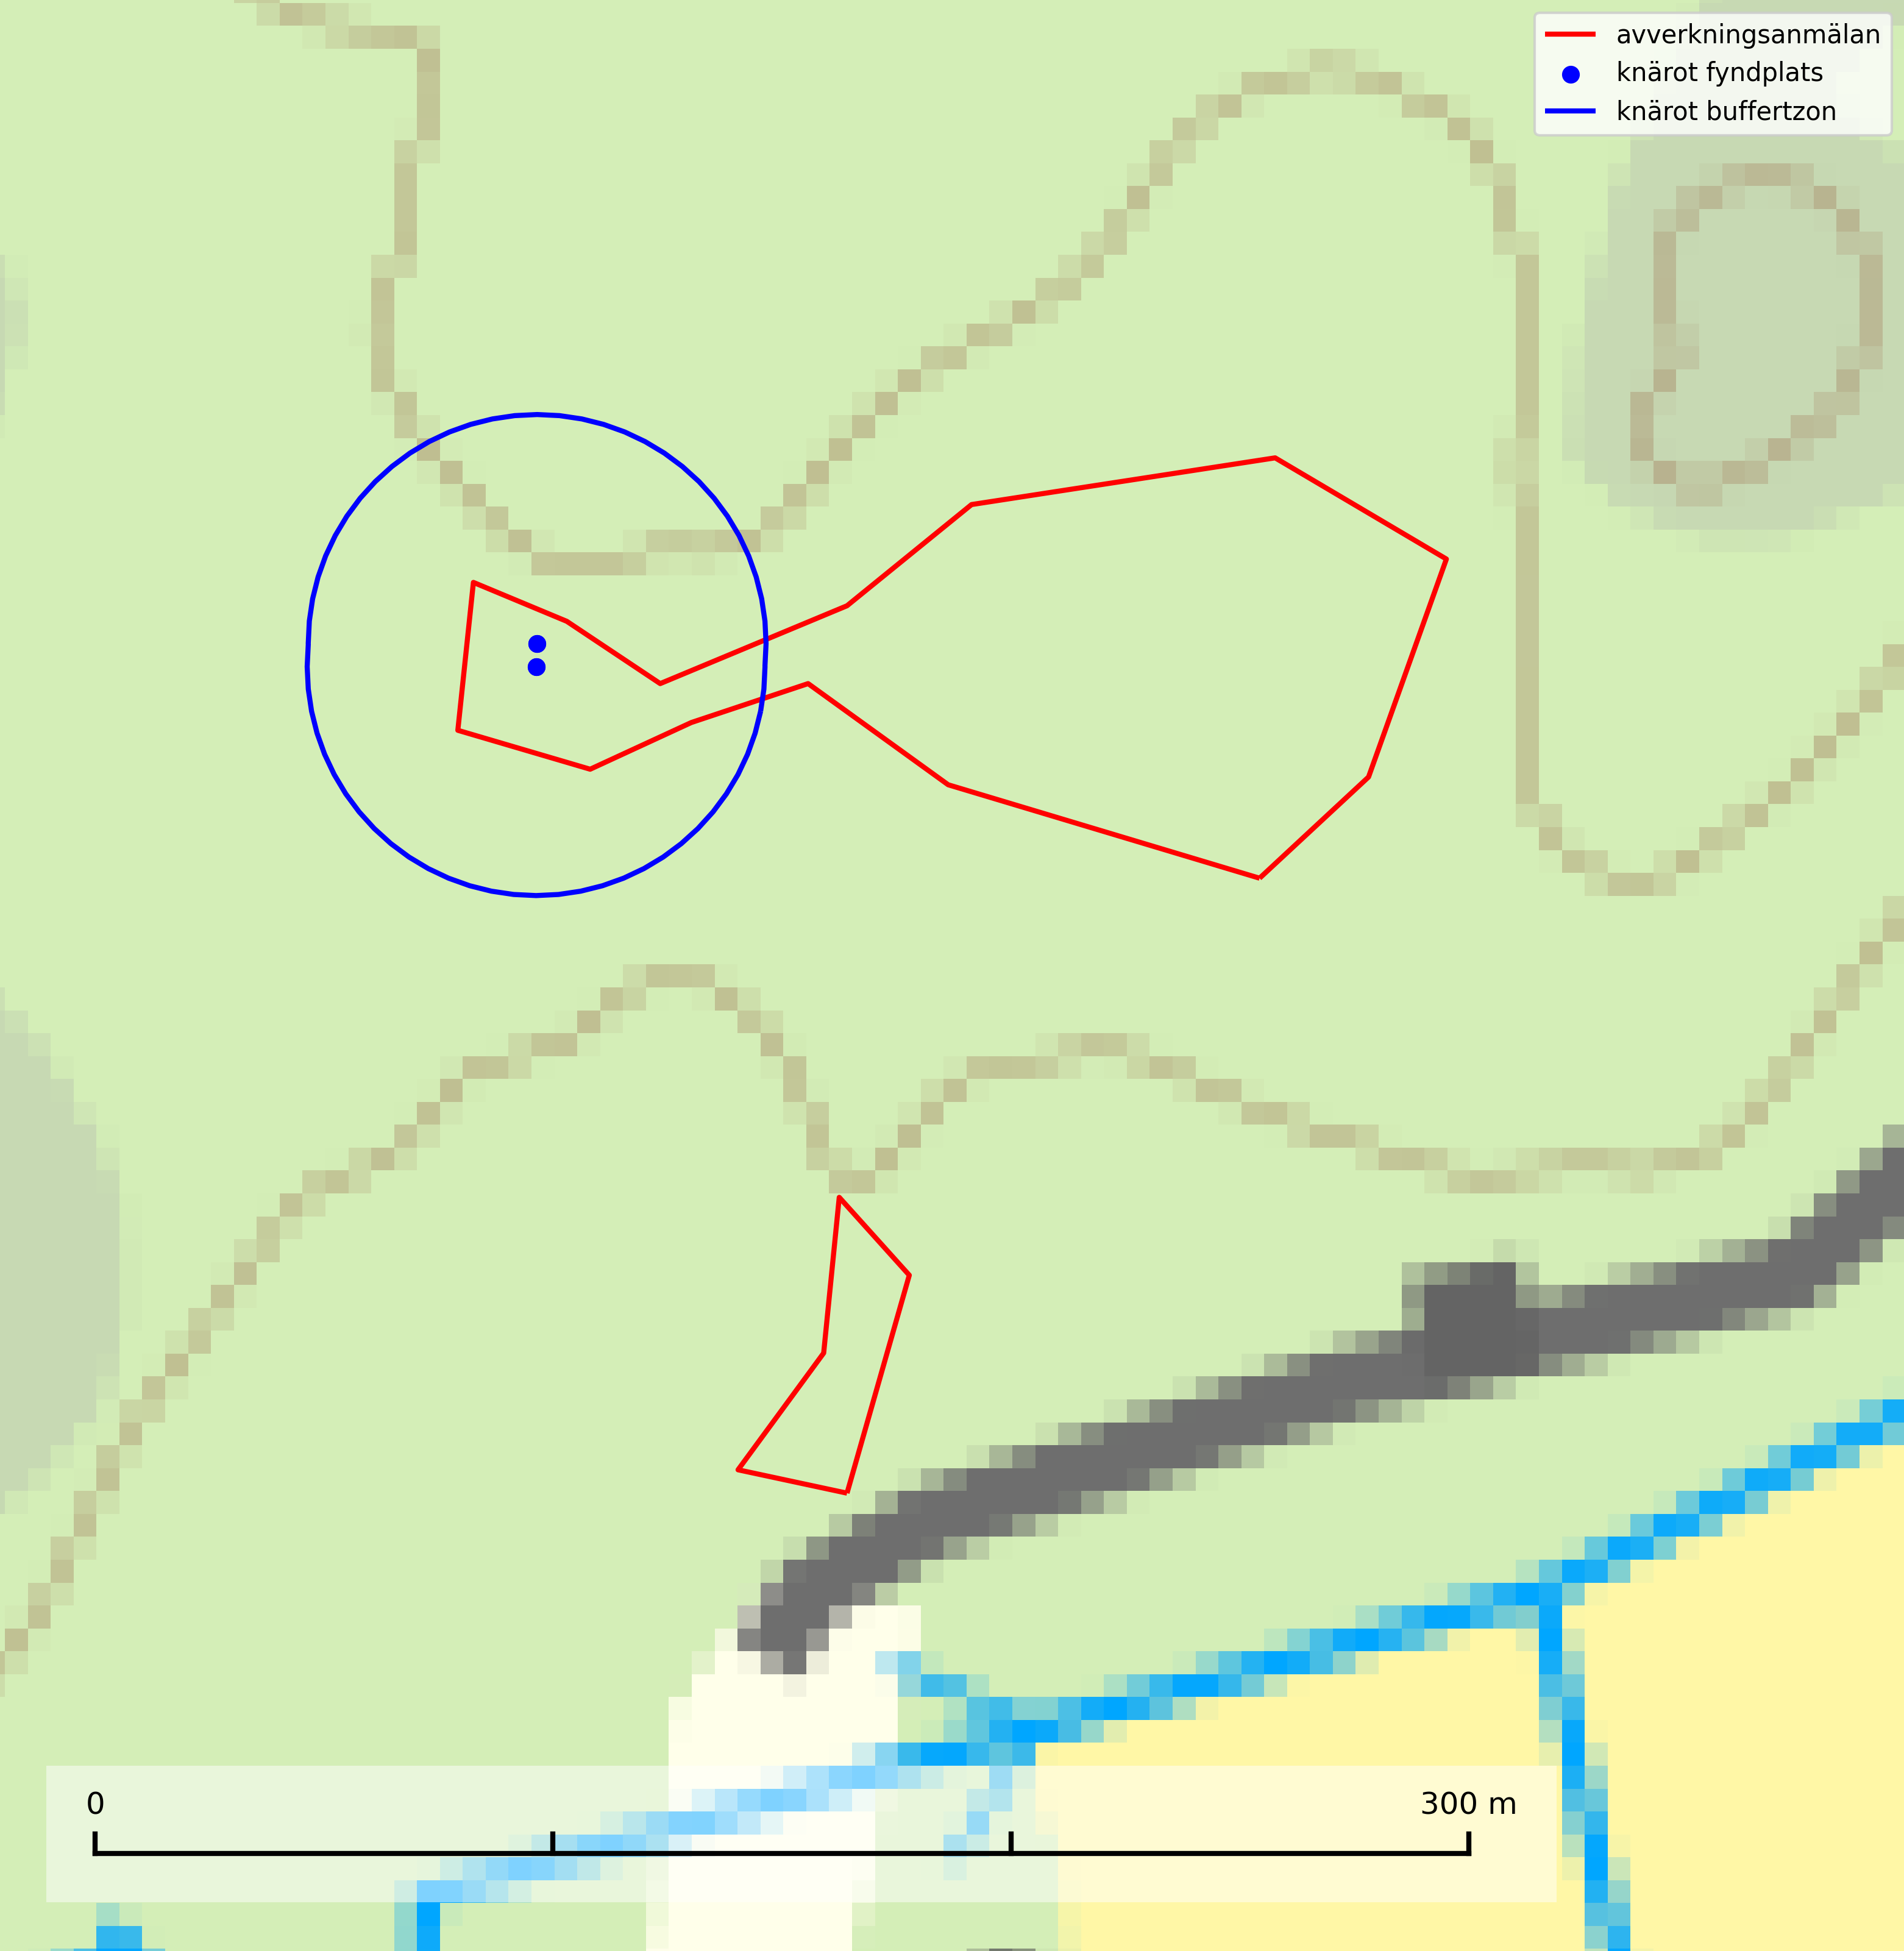 avverkningsanmälan
knärot fyndplats
knärot buffertzon
0
300 m